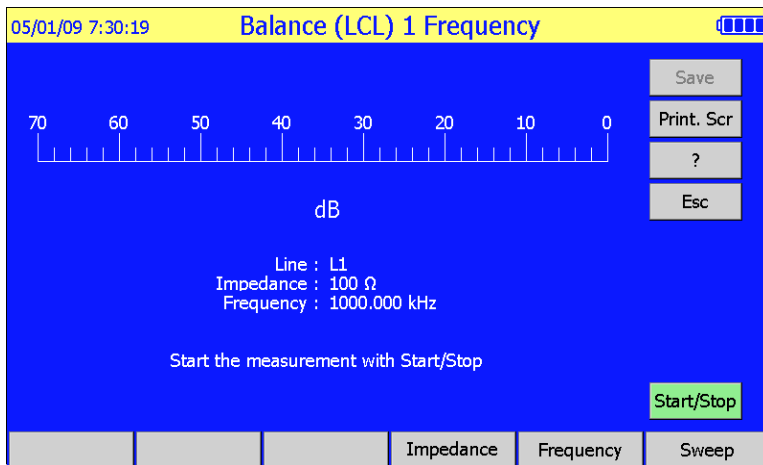 05/01/09 7:30:19 Balance (LCL) 1 Frequency
Save
70 60 50 40 30 20 10 0
Print. Scr
?
Esc
dB
Line : L1
Impedance : 100 Ω
Frequency : 1000.000 kHz
Start the measurement with Start/Stop
Start/Stop
Impedance Frequency Sweep